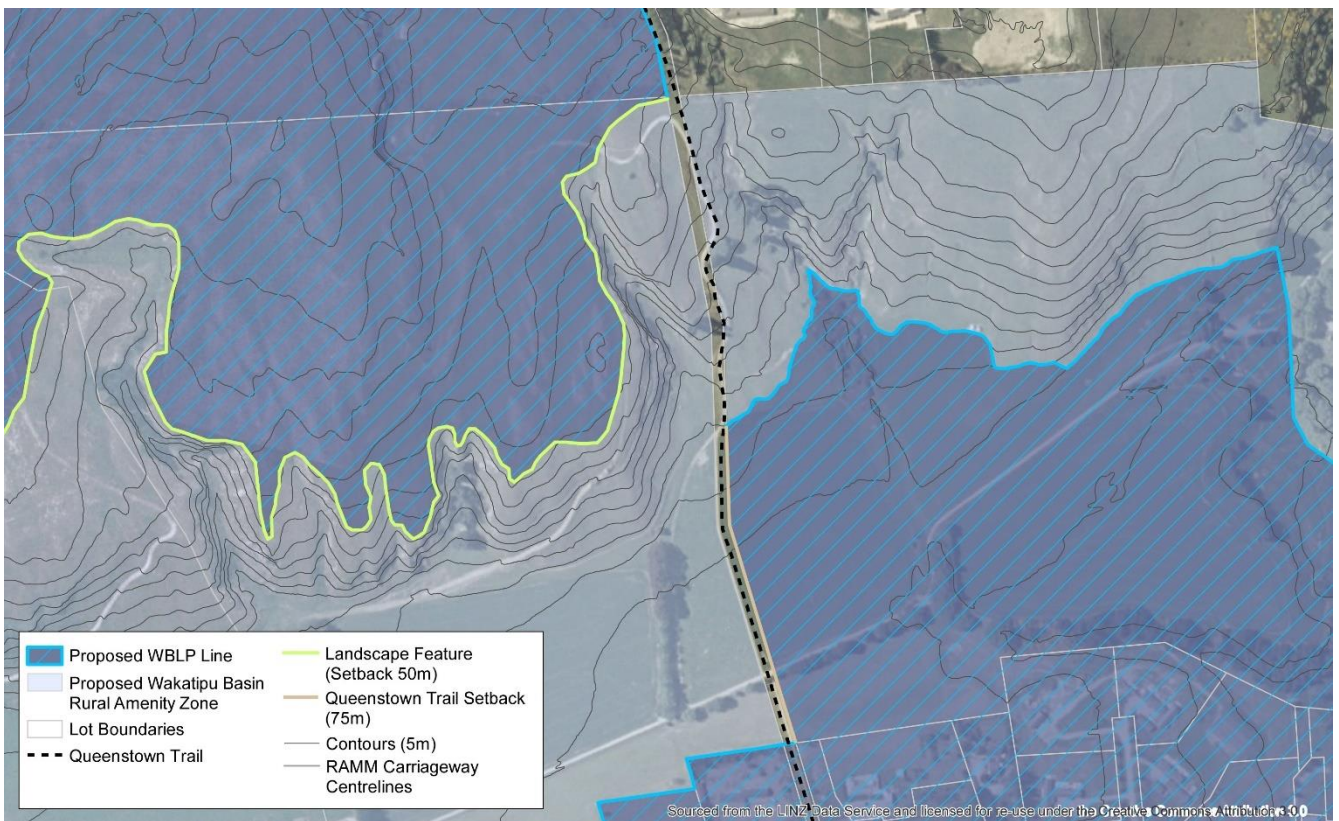 Proposed WBLP Line
Proposed Wakatipu Basin
Rural Amenity Zone
Lot Boundaries
Queenstown Trail
Landscape Feature
(Setback 50m)
Queenstown Trail Setback
(75m)
Contours (5m)
RAMM Carriageway
Centrelines
Sourced from the LINZ Data Service and licensed for re-use under the Creative Commons Attribution 3.0